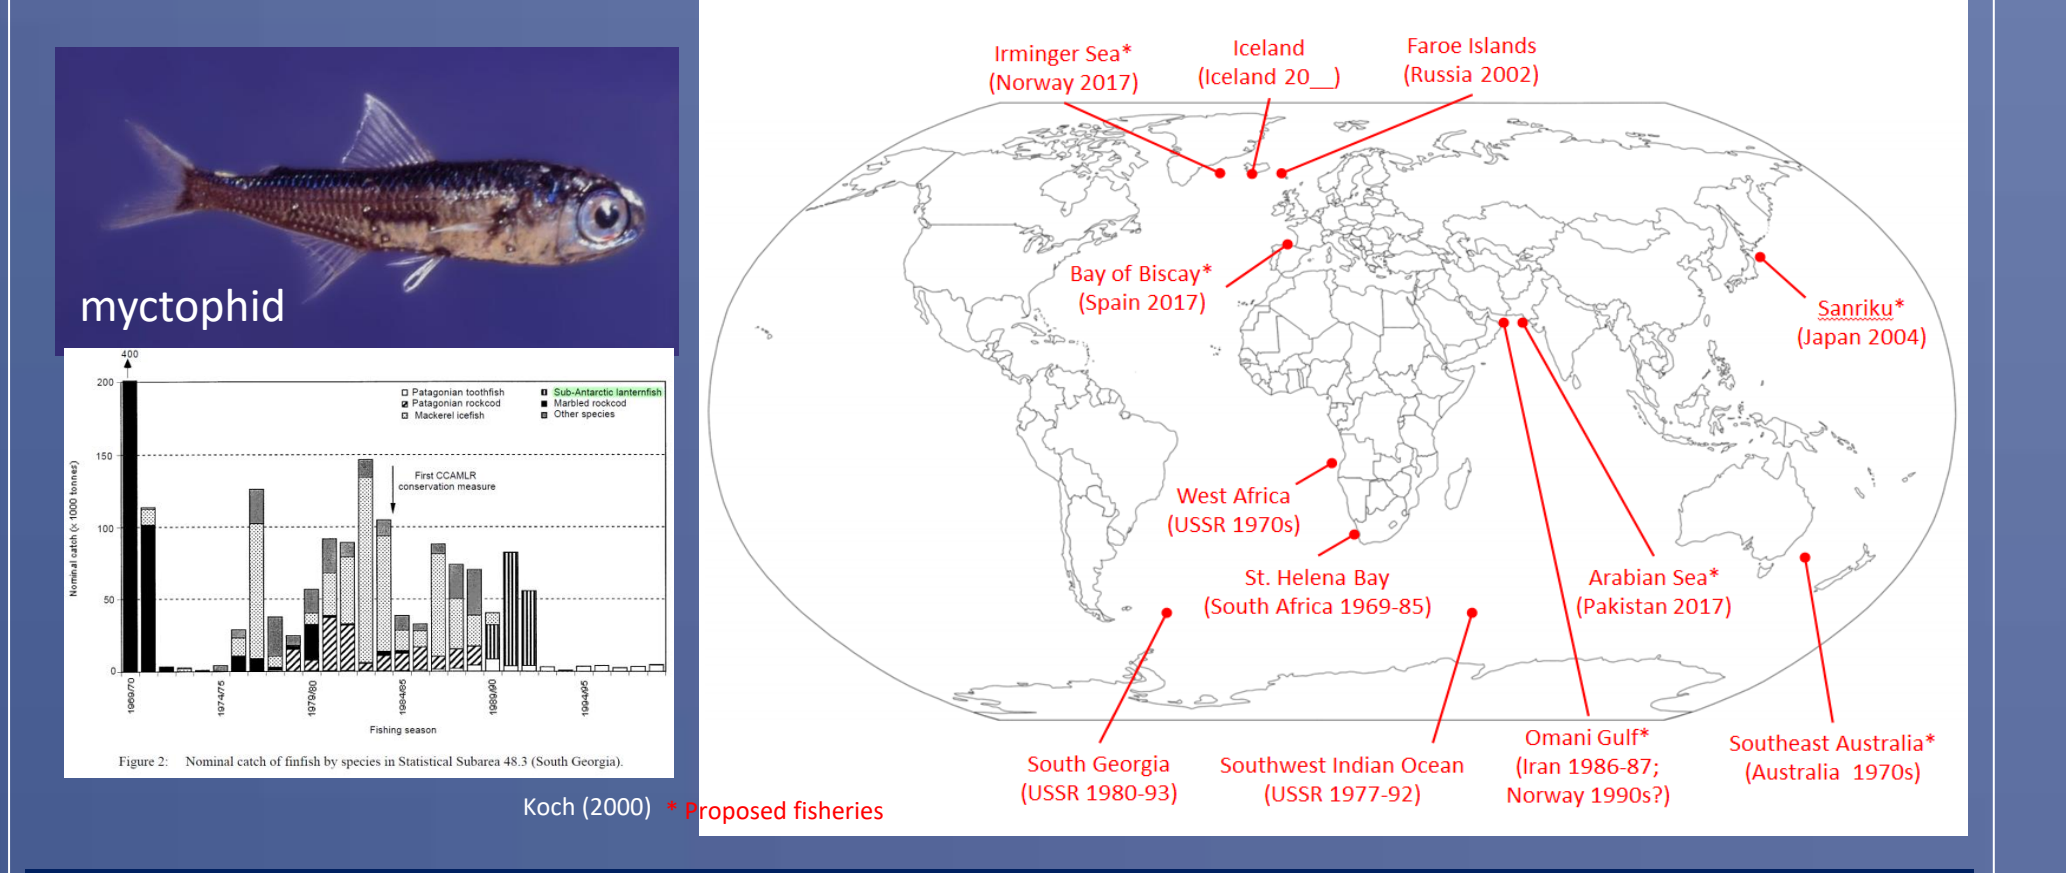 myctophid
400
200
150
100
50
0
Nominal catch (x 1000 tonnes)
Patagonian toothfish
Patagonian rockcod
Mackerel icefish
Sub-Antarctic lanternfish
Marbled rockcod
Other species
First CCAMLR
conservation measure
1969/70
1974/75
1979/80
1984/85
1989/90
1994/95
Fishing season
Figure 2: Nominal catch of finfish by species in Statistical Subarea 48.3 (South Georgia).
Koch (2000)
* Proposed fisheries
Irminger Sea*
(Norway 2017)
Iceland
(Iceland 20__)
Faroe Islands
(Russia 2002)
Bay of Biscay*
(Spain 2017)
Sanriku*
(Japan 2004)
West Africa
(USSR 1970s)
St. Helena Bay
(South Africa 1969-85)
Arabian Sea*
(Pakistan 2017)
South Georgia
(USSR 1980-93)
Southwest Indian Ocean
(USSR 1977-92)
Omani Gulf*
(Iran 1986-87;
Norway 1990s?)
Southeast Australia*
(Australia 1970s)